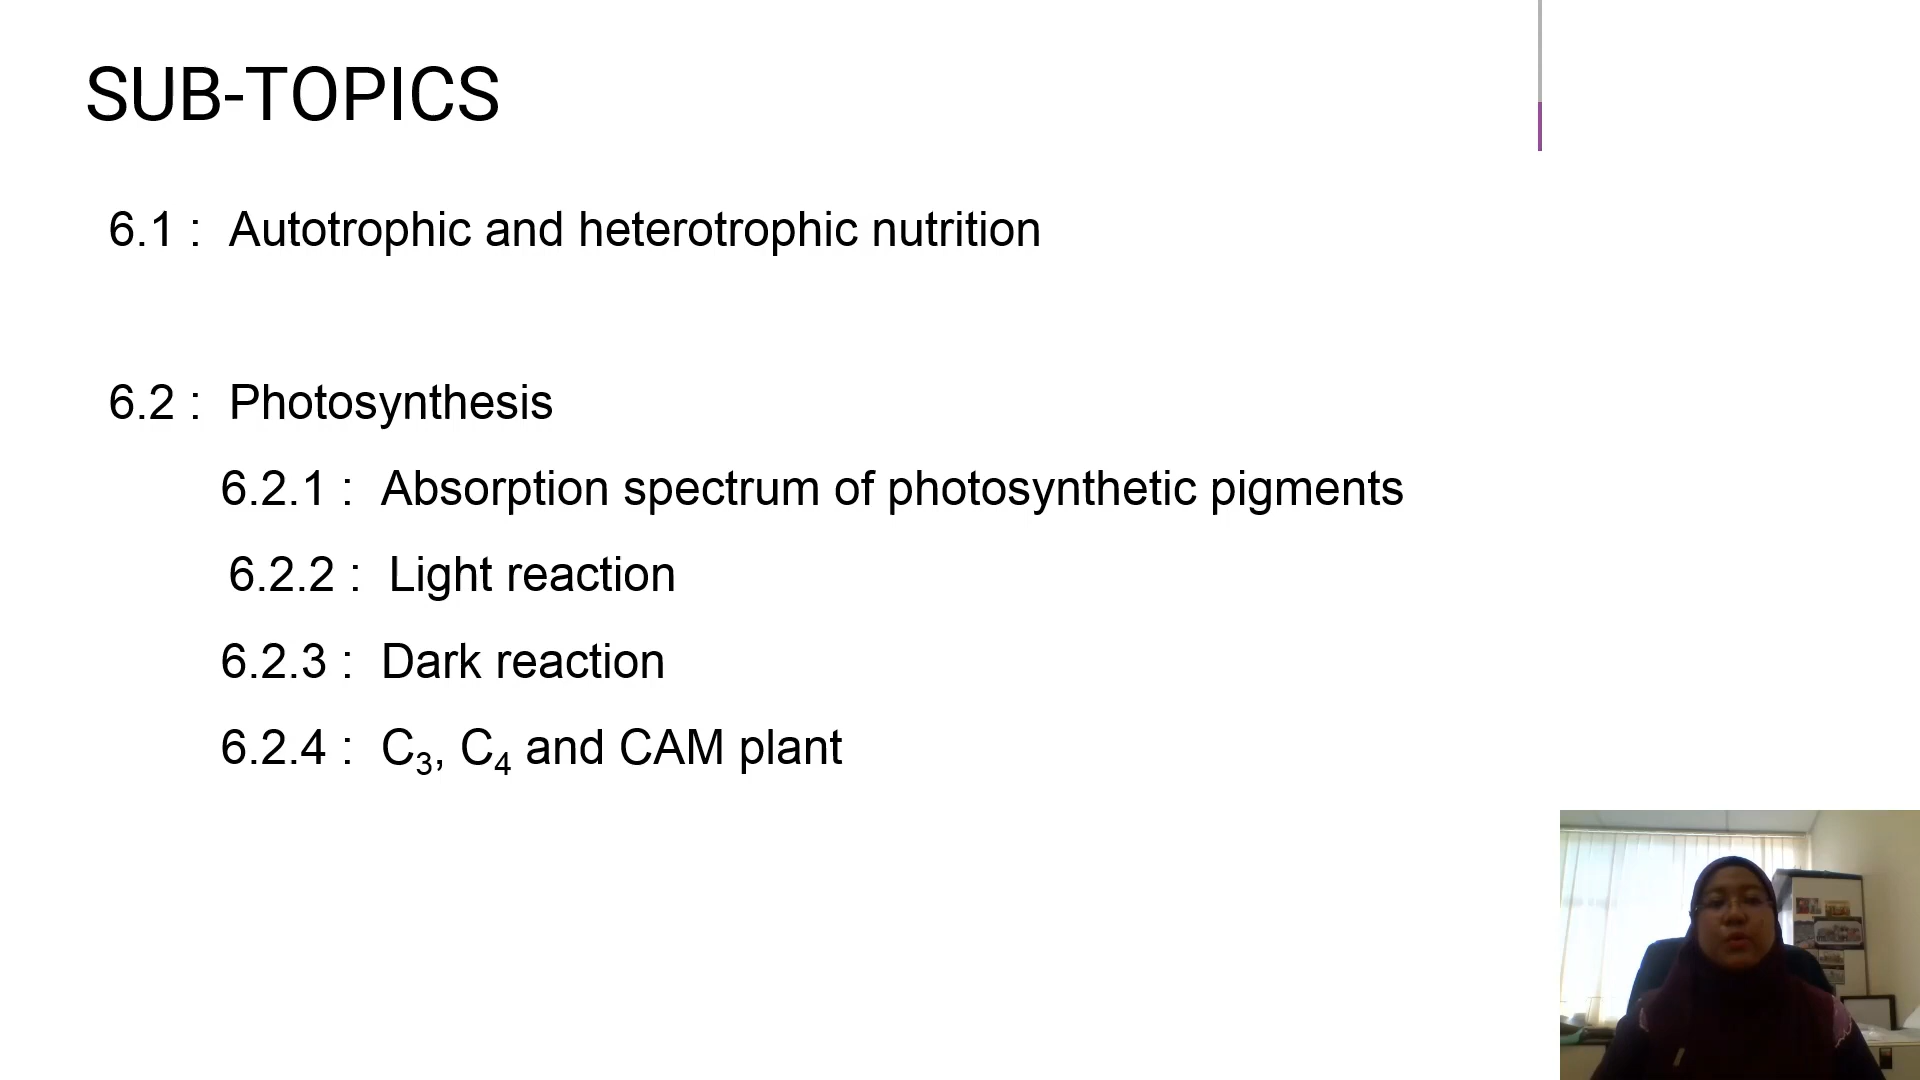 SUB-TOPICS
6.1 : Autotrophic and heterotrophic nutrition
6.2 : Photosynthesis
6.2.1 : Absorption spectrum of photosynthetic pigments
6.2.2 : Light reaction
6.2.3 : Dark reaction
6.2.4 : C₃, C₄ and CAM plant